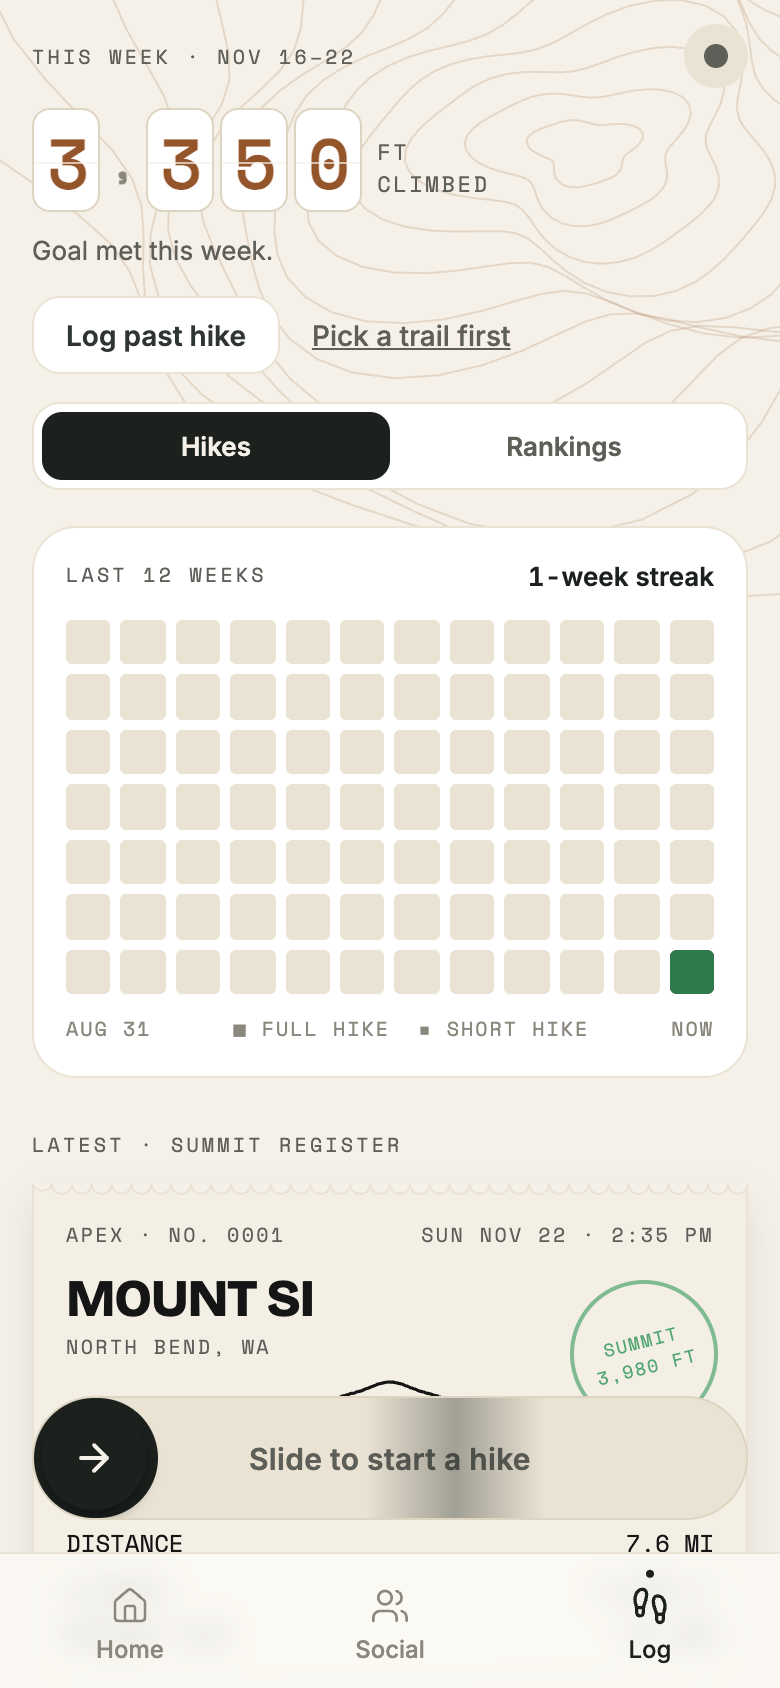 THIS WEEK · NOV 16–22
3,350 FT CLIMBED
Goal met this week.
Log past hike Pick a trail first
Hikes Rankings
LAST 12 WEEKS 1-week streak
AUG 31 ■ FULL HIKE ▪ SHORT HIKE NOW
LATEST · SUMMIT REGISTER
APEX · NO. 0001 SUN NOV 22 · 2:35 PM
MOUNT SI
NORTH BEND, WA
SUMMIT
3,980 FT
Slide to start a hike
DISTANCE 7.6 MI
Home Social Log